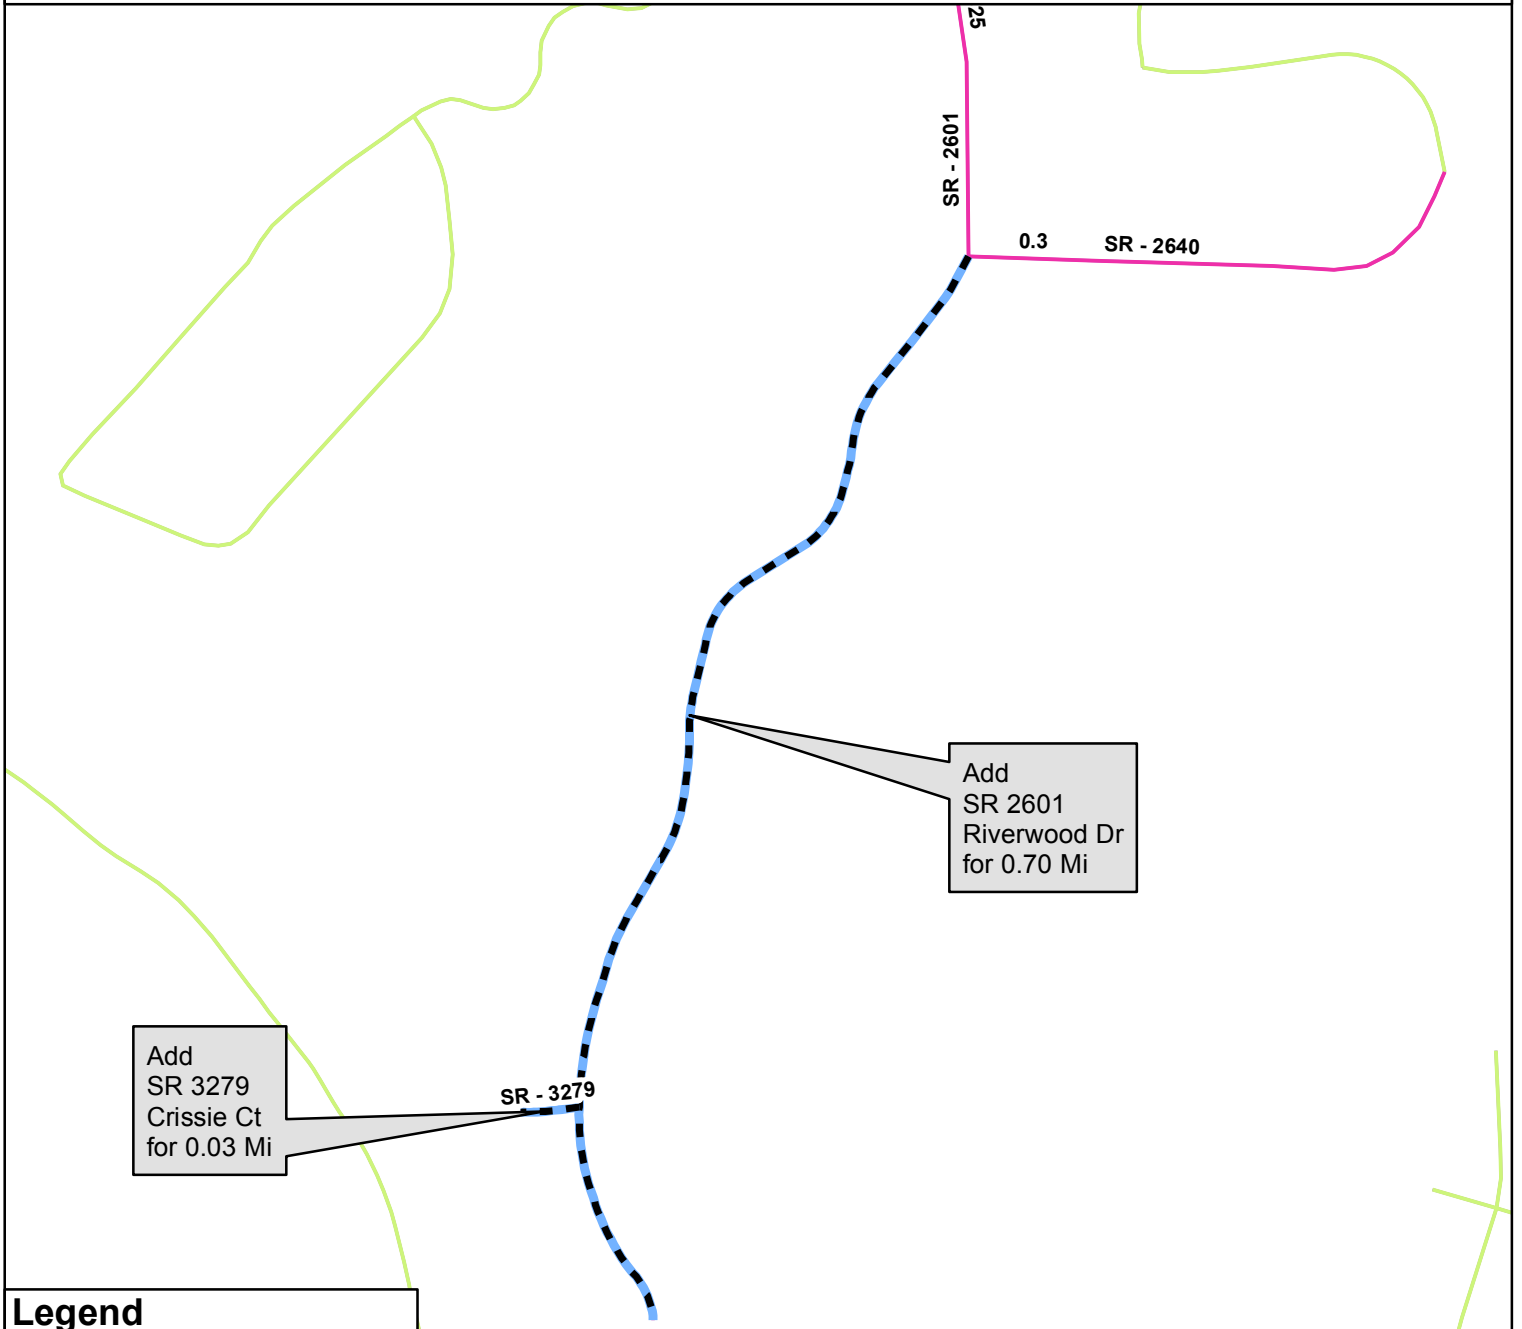 25
SR - 2601
0.3 SR - 2640
Add
SR 2601
Riverwood Dr
for 0.70 Mi
Add
SR 3279
Crissie Ct
for 0.03 Mi
SR - 3279
Legend